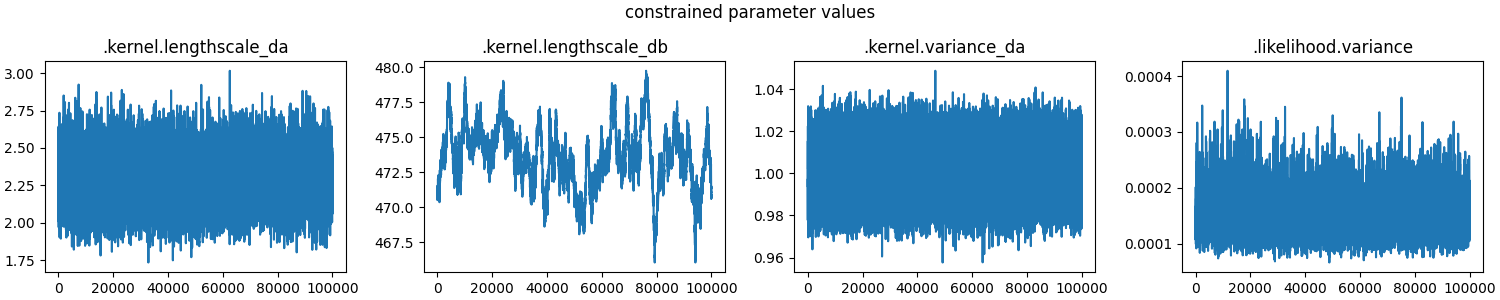 constrained parameter values
.kernel.lengthscale_da
.kernel.lengthscale_db
.kernel.variance_da
.likelihood.variance
3.00
2.75
2.50
2.25
2.00
1.75
0 20000 40000 60000 80000 100000
480.0
477.5
475.0
472.5
470.0
467.5
0 20000 40000 60000 80000 100000
1.04
1.02
1.00
0.98
0.96
0 20000 40000 60000 80000 100000
0.0004
0.0003
0.0002
0.0001
0 20000 40000 60000 80000 100000